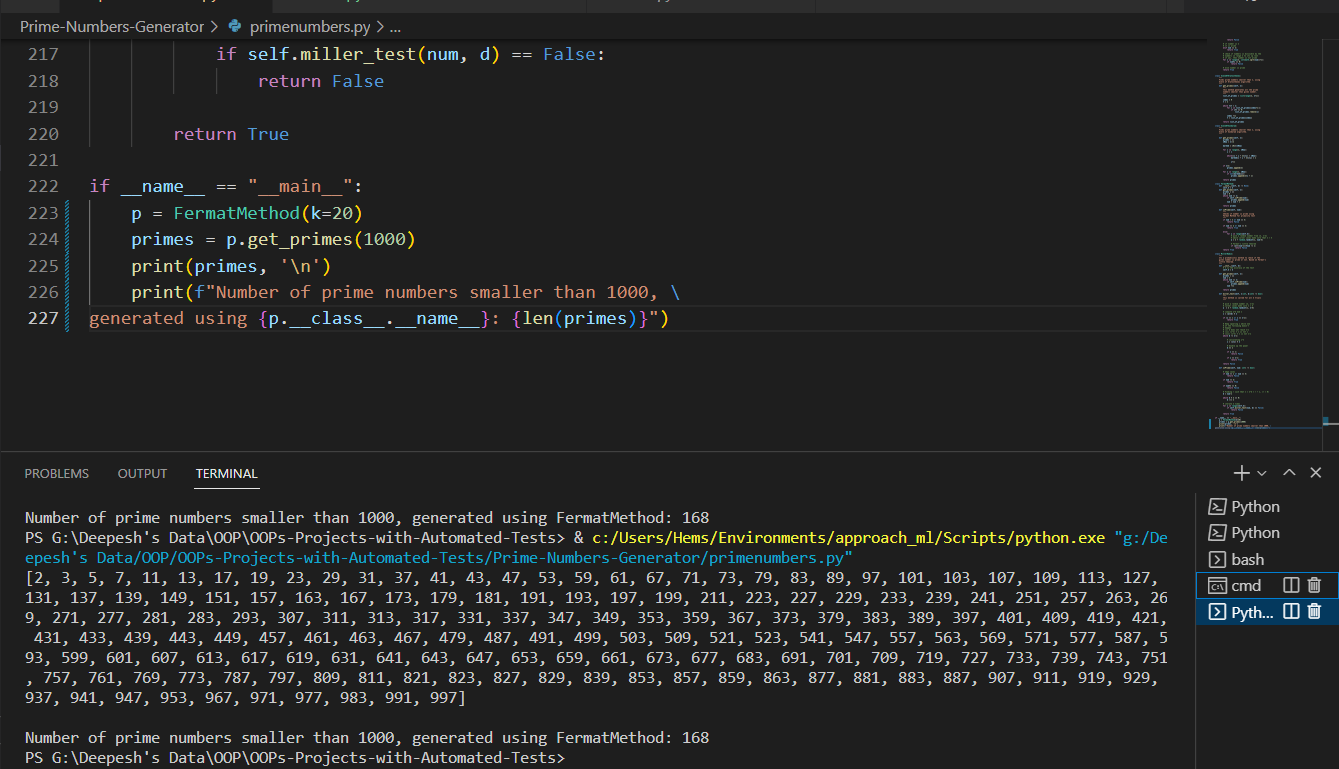 Prime-Numbers-Generator > primenumbers.py > ...
217 if self.miller_test(num, d) == False:
218 return False
219
220 return True
221
222 if __name__ == "__main__":
223 p = FermatMethod(k=20)
224 primes = p.get_primes(1000)
225 print(primes, '\n')
226 print(f"Number of prime numbers smaller than 1000, \
227 generated using {p.__class__.__name__}: {len(primes)}")
PROBLEMS OUTPUT TERMINAL
Number of prime numbers smaller than 1000, generated using FermatMethod: 168
PS G:\Deepesh's Data\OOP\OOPs-Projects-with-Automated-Tests> & c:/Users/Hems/Environments/approach_ml/Scripts/python.exe "g:/De
epesh's Data/OOP/OOPs-Projects-with-Automated-Tests/Prime-Numbers-Generator/primenumbers.py"
[2, 3, 5, 7, 11, 13, 17, 19, 23, 29, 31, 37, 41, 43, 47, 53, 59, 61, 67, 71, 73, 79, 83, 89, 97, 101, 103, 107, 109, 113, 127,
131, 137, 139, 149, 151, 157, 163, 167, 173, 179, 181, 191, 193, 197, 199, 211, 223, 227, 229, 233, 239, 241, 251, 257, 263, 26
9, 271, 277, 281, 283, 293, 307, 311, 313, 317, 331, 337, 347, 349, 353, 359, 367, 373, 379, 383, 389, 397, 401, 409, 419, 421,
431, 433, 439, 443, 449, 457, 461, 463, 467, 479, 487, 491, 499, 503, 509, 521, 523, 541, 547, 557, 563, 569, 571, 577, 587, 5
93, 599, 601, 607, 613, 617, 619, 631, 641, 643, 647, 653, 659, 661, 673, 677, 683, 691, 701, 709, 719, 727, 733, 739, 743, 751
, 757, 761, 769, 773, 787, 797, 809, 811, 821, 823, 827, 829, 839, 853, 857, 859, 863, 877, 881, 883, 887, 907, 911, 919, 929,
937, 941, 947, 953, 967, 971, 977, 983, 991, 997]
Number of prime numbers smaller than 1000, generated using FermatMethod: 168
PS G:\Deepesh's Data\OOP\OOPs-Projects-with-Automated-Tests>
Python
Python
bash
cmd
Pyth...